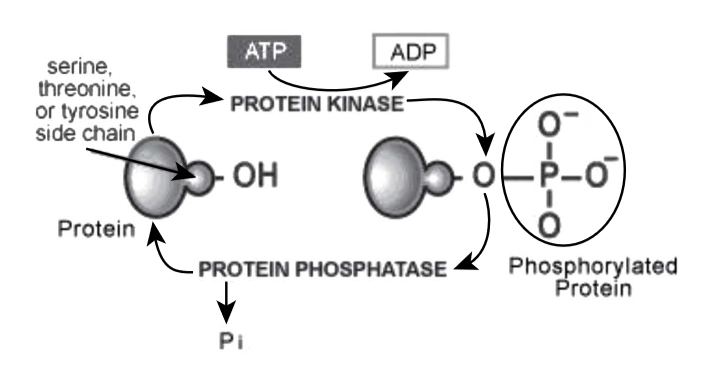 ATP
ADP
serine,
threonine,
or tyrosine
side chain
PROTEIN KINASE
OH
O
P
O⁻
O⁻
O
Protein
PROTEIN PHOSPHATASE
Phosphorylated
Protein
Pi